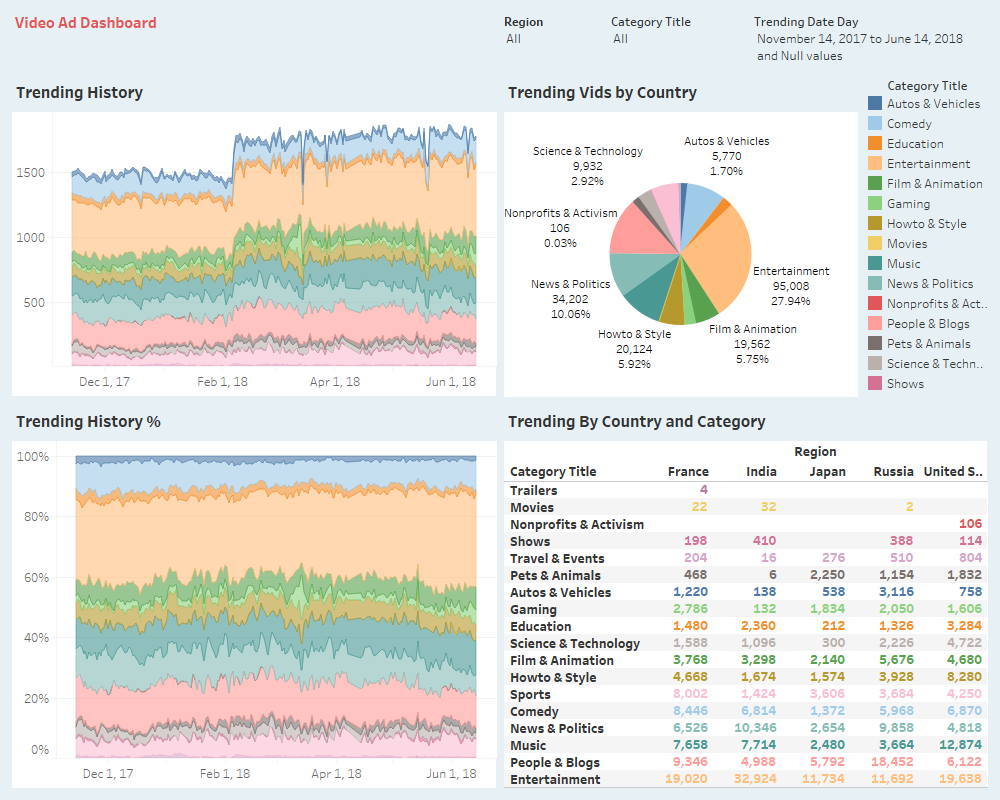 Video Ad Dashboard
Region
All
Category Title
All
Trending Date Day
November 14, 2017 to June 14, 2018
and Null values
Trending History
1500
1000
500
Dec 1, 17 Feb 1, 18 Apr 1, 18 Jun 1, 18
Trending Vids by Country
Autos & Vehicles
5,770
1.70%
Science & Technology
9,932
2.92%
Nonprofits & Activism
106
0.03%
Entertainment
95,008
27.94%
News & Politics
34,202
10.06%
Film & Animation
19,562
5.75%
Howto & Style
20,124
5.92%
Category Title
Autos & Vehicles
Comedy
Education
Entertainment
Film & Animation
Gaming
Howto & Style
Movies
Music
News & Politics
Nonprofits & Act..
People & Blogs
Pets & Animals
Science & Techn..
Shows
Trending History %
100%
80%
60%
40%
20%
0%
Dec 1, 17 Feb 1, 18 Apr 1, 18 Jun 1, 18
Trending By Country and Category
Region
Category Title France India Japan Russia United S..
Trailers 4
Movies 22 32 2
Nonprofits & Activism 106
Shows 198 410 388 114
Travel & Events 204 16 276 510 804
Pets & Animals 468 6 2,250 1,154 1,832
Autos & Vehicles 1,220 138 538 3,116 758
Gaming 2,786 132 1,834 2,050 1,606
Education 1,480 2,360 212 1,326 3,284
Science & Technology 1,588 1,096 300 2,226 4,722
Film & Animation 3,768 3,298 2,140 5,676 4,680
Howto & Style 4,668 1,674 1,574 3,928 8,280
Sports 8,002 1,424 3,606 3,684 4,250
Comedy 8,446 6,814 1,372 5,968 6,870
News & Politics 6,526 10,346 2,654 9,858 4,818
Music 7,658 7,714 2,480 3,664 12,874
People & Blogs 9,346 4,988 5,792 18,452 6,122
Entertainment 19,020 32,924 11,734 11,692 19,638